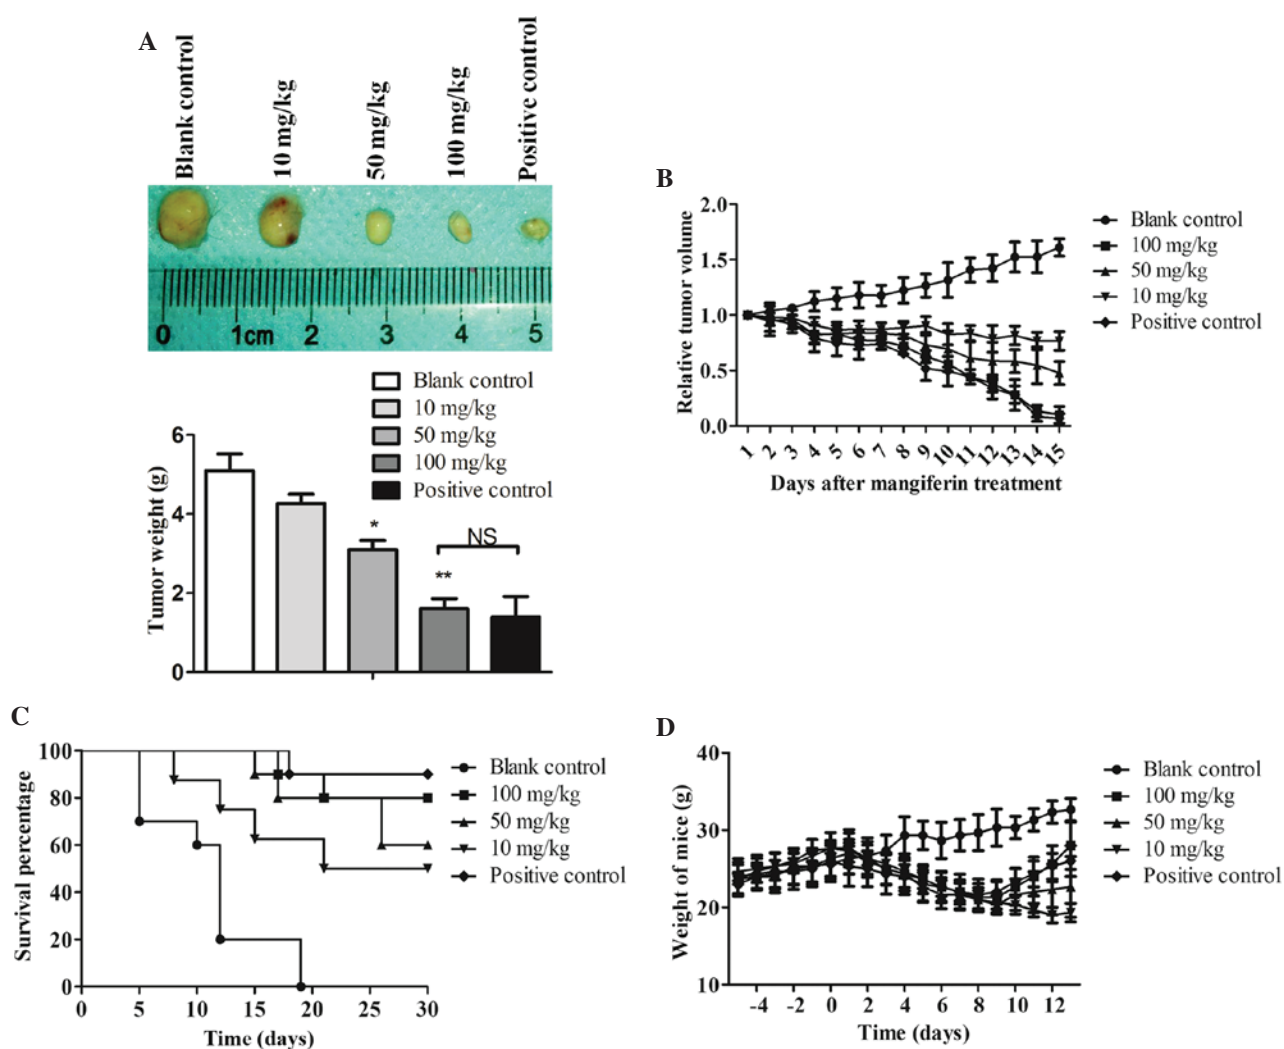 A
Blank control
10 mg/kg
50 mg/kg
100 mg/kg
Positive control
0 1cm 2 3 4 5
Blank control
10 mg/kg
50 mg/kg
100 mg/kg
Positive control
Tumor weight (g)
6
4
2
0
*
**
NS
B
Relative tumor volume
2.0
1.5
1.0
0.5
0.0
1 2 3 4 5 6 7 8 9 10 11 12 13 14 15
Days after mangiferin treatment
Blank control
100 mg/kg
50 mg/kg
10 mg/kg
Positive control
C
Survival percentage
100
80
60
40
20
0
0 5 10 15 20 25 30
Time (days)
Blank control
100 mg/kg
50 mg/kg
10 mg/kg
Positive control
D
Weight of mice (g)
40
30
20
10
-4 -2 0 2 4 6 8 10 12
Time (days)
Blank control
100 mg/kg
50 mg/kg
10 mg/kg
Positive control